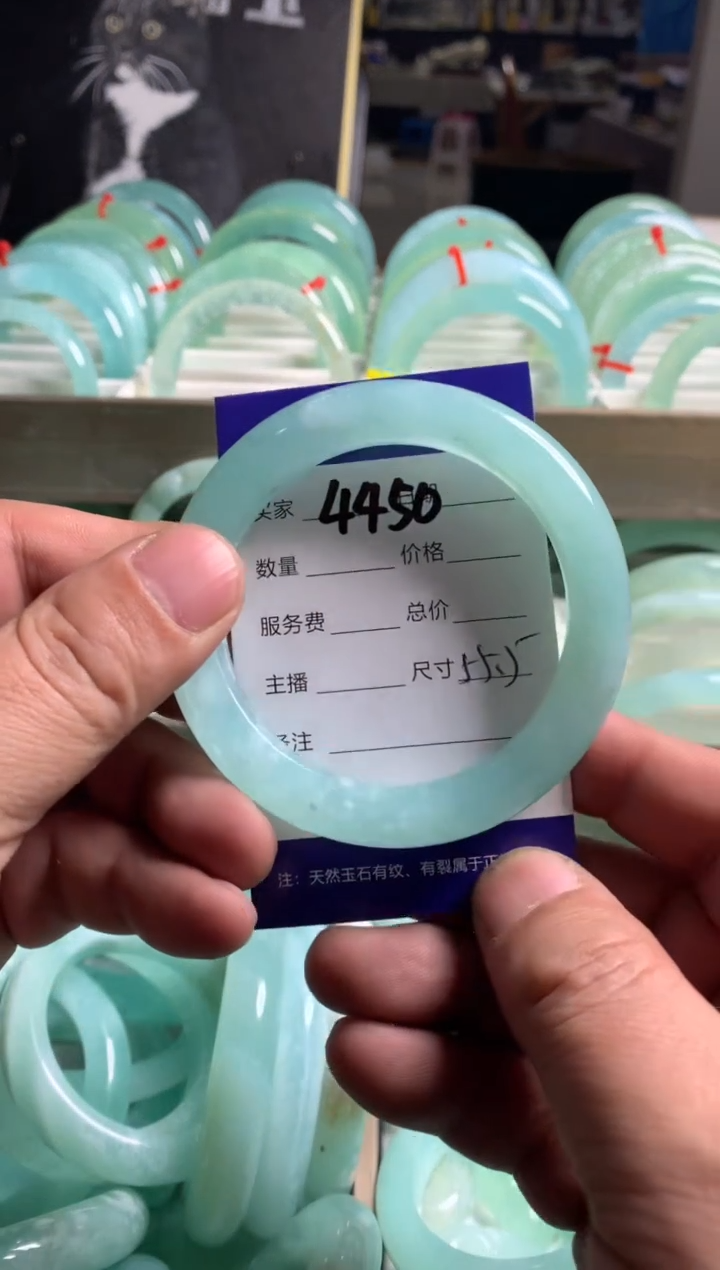 买家 4450
数量 价格
服务费 总价
主播 尺寸 55.5
注
注：天然玉石有纹、有裂属于正